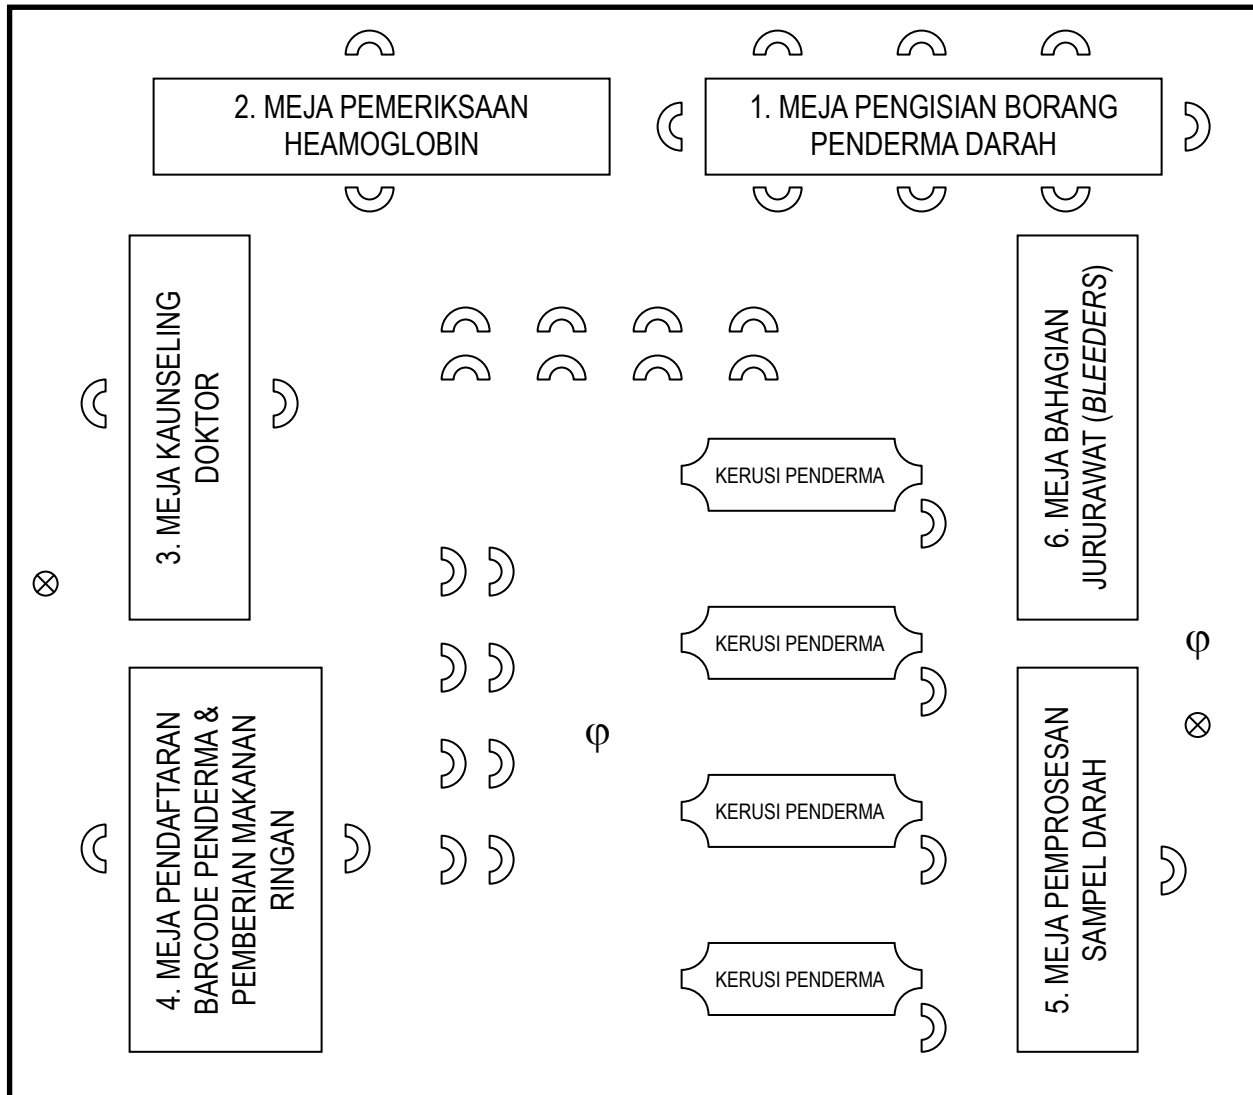 2. MEJA PEMERIKSAAN
HEAMOGLOBIN
1. MEJA PENGISIAN BORANG
PENDERMA DARAH
3. MEJA KAUNSELING
DOKTOR
6. MEJA BAHAGIAN
JURURAWAT (BLEEDERS)
KERUSI PENDERMA
KERUSI PENDERMA
φ
φ
4. MEJA PENDAFTARAN
BARCODE PENDERMA &
PEMBERIAN MAKANAN
RINGAN
KERUSI PENDERMA
KERUSI PENDERMA
5. MEJA PEMPROSESAN
SAMPEL DARAH